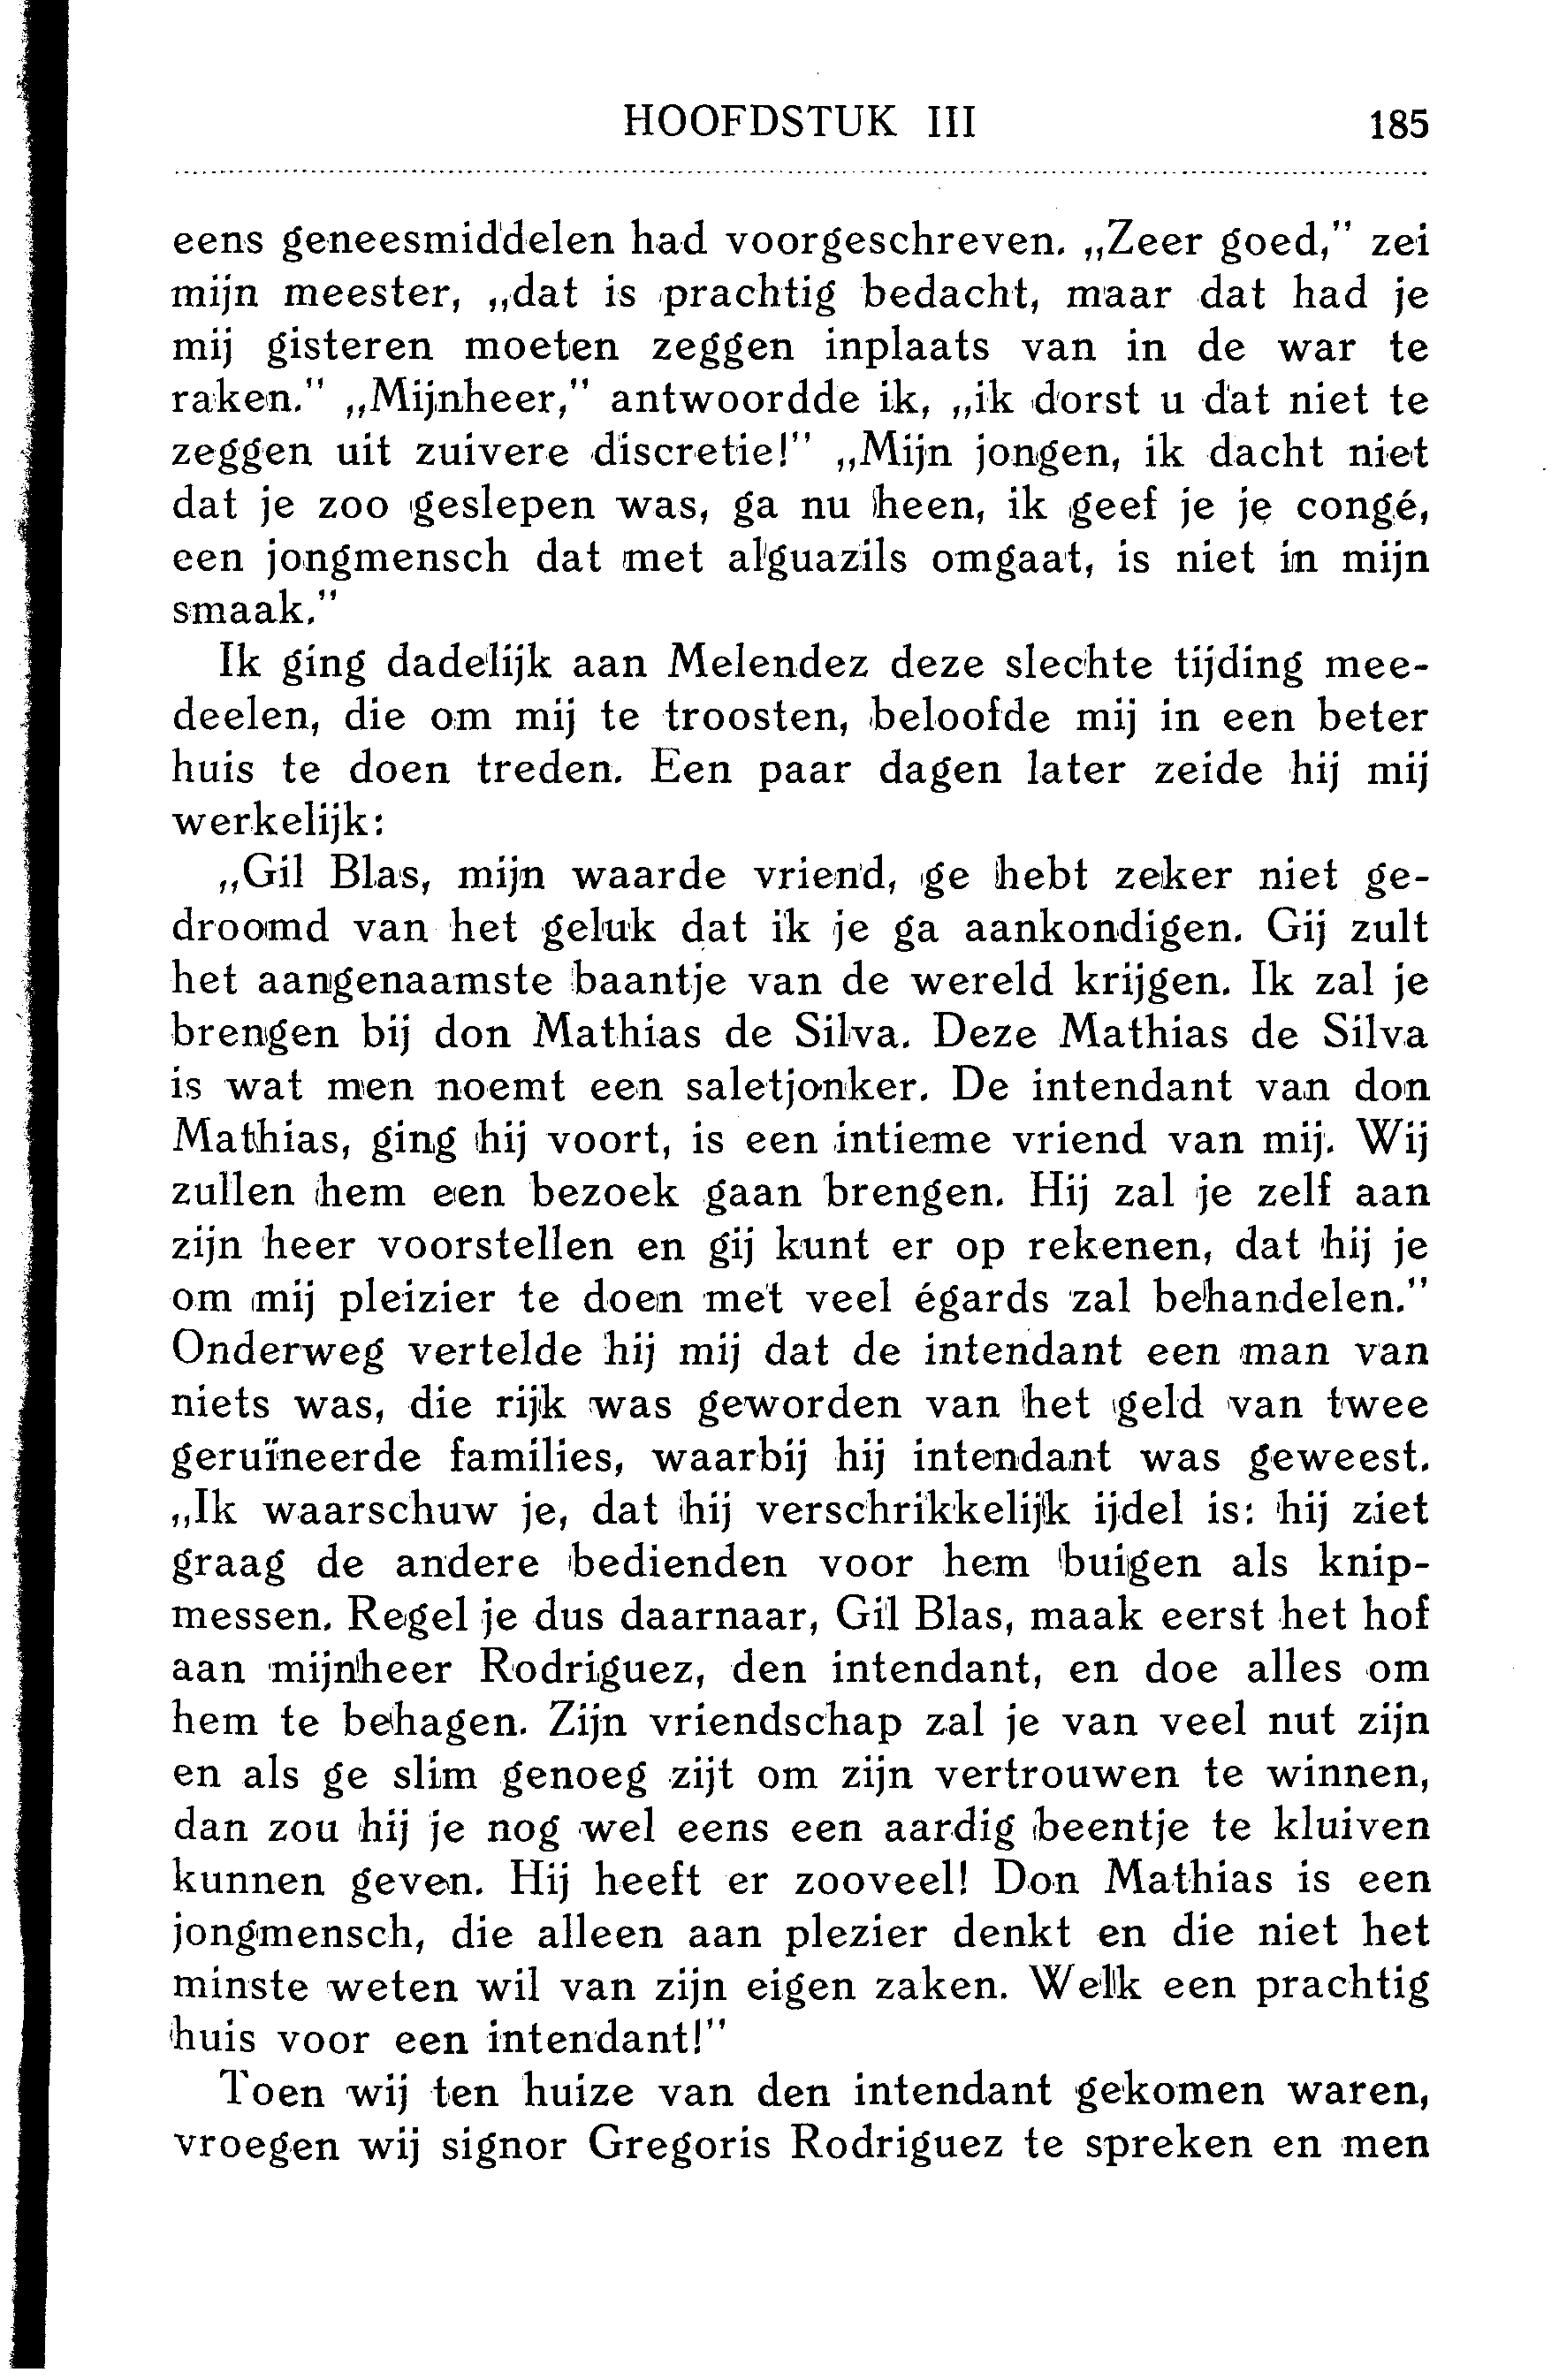 HOOFDSTUK III 185
eens geneesmiddelen had voorgeschreven. „Zeer goed,” zei
mijn meester, „dat is prachtig bedacht, maar dat had je
mij gisteren moeten zeggen inplaats van in de war te
raken.” „Mijnheer,” antwoordde ik, „ik dorst u dat niet te
zeggen uit zuivere discretie!” „Mijn jongen, ik dacht niet
dat je zoo geslepen was, ga nu heen, ik geef je je congé,
een jongmensch dat met alguazils omgaat, is niet in mijn
smaak.”
Ik ging dadelijk aan Melendez deze slechte tijding mee-
deelen, die om mij te troosten, beloofde mij in een beter
huis te doen treden. Een paar dagen later zeide hij mij
werkelijk:
„Gil Blas, mijn waarde vriend, ge hebt zeker niet ge-
droomd van het geluk dat ik je ga aankondigen. Gij zult
het aangenaamste baantje van de wereld krijgen. Ik zal je
brengen bij don Mathias de Silva. Deze Mathias de Silva
is wat men noemt een saletjonker. De intendant van don
Mathias, ging hij voort, is een intieme vriend van mij. Wij
zullen hem een bezoek gaan brengen. Hij zal je zelf aan
zijn heer voorstellen en gij kunt er op rekenen, dat hij je
om mij pleizier te doen met veel égards zal behandelen.”
Onderweg vertelde hij mij dat de intendant een man van
niets was, die rijk was geworden van het geld van twee
geruïneerde families, waarbij hij intendant was geweest.
„Ik waarschuw je, dat hij verschrikkelijk ijdel is: hij ziet
graag de andere bedienden voor hem buigen als knip-
messen. Regel je dus daarnaar, Gil Blas, maak eerst het hof
aan mijnheer Rodriguez, den intendant, en doe alles om
hem te behagen. Zijn vriendschap zal je van veel nut zijn
en als ge slim genoeg zijt om zijn vertrouwen te winnen,
dan zou hij je nog wel eens een aardig beentje te kluiven
kunnen geven. Hij heeft er zooveel! Don Mathias is een
jongmensch, die alleen aan plezier denkt en die niet het
minste weten wil van zijn eigen zaken. Welk een prachtig
huis voor een intendant!”
Toen wij ten huize van den intendant gekomen waren,
vroegen wij signor Gregoris Rodriguez te spreken en men